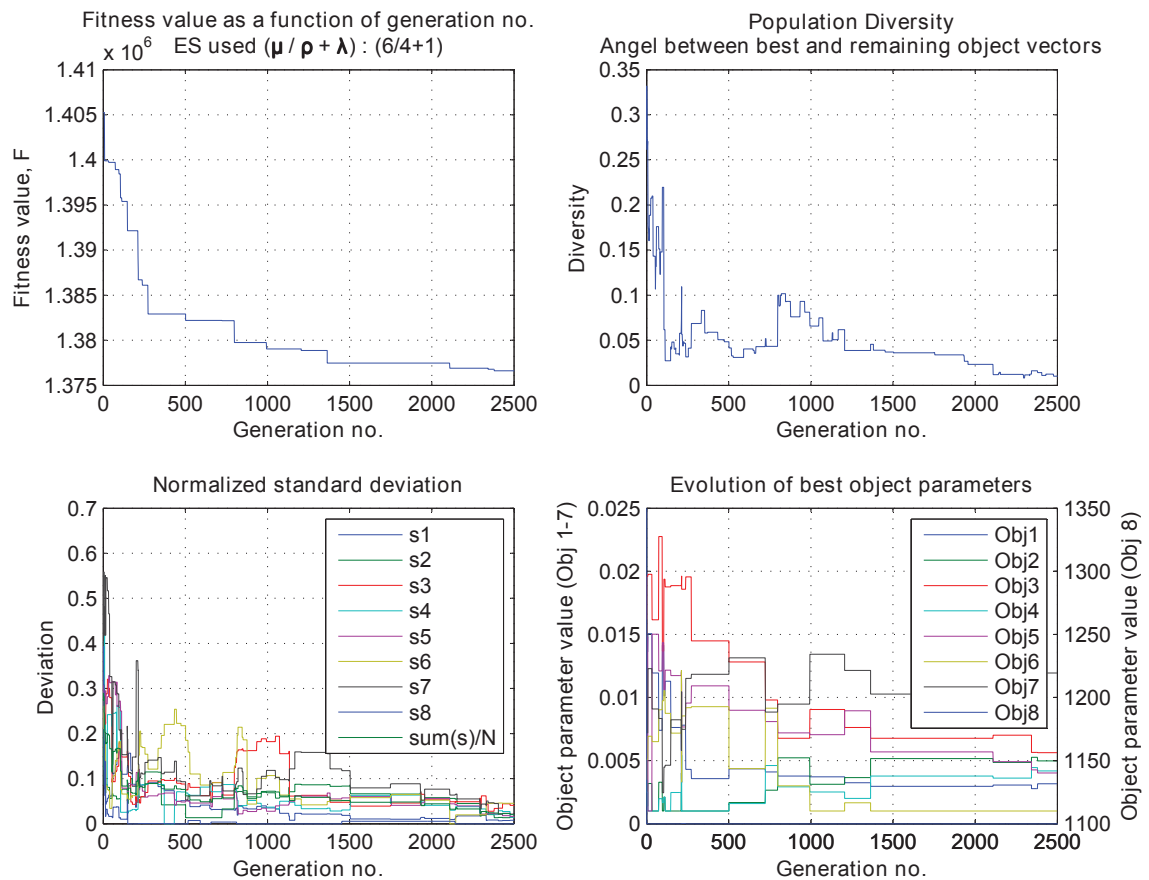 Fitness value as a function of generation no.
ES used (μ / ρ + λ) : (6/4+1)
x 10^6
1.41
1.405
1.4
1.395
1.39
1.385
1.38
1.375
Fitness value, F
0 500 1000 1500 2000 2500
Generation no.
Population Diversity
Angel between best and remaining object vectors
0.35
0.3
0.25
0.2
0.15
0.1
0.05
0
Diversity
0 500 1000 1500 2000 2500
Generation no.
Normalized standard deviation
0.7
0.6
0.5
0.4
0.3
0.2
0.1
0
Deviation
s1
s2
s3
s4
s5
s6
s7
s8
sum(s)/N
0 500 1000 1500 2000 2500
Generation no.
Evolution of best object parameters
0.025
0.02
0.015
0.01
0.005
0
Object parameter value (Obj 1-7)
Obj1
Obj2
Obj3
Obj4
Obj5
Obj6
Obj7
Obj8
1350
1300
1250
1200
1150
1100
Object parameter value (Obj 8)
0 500 1000 1500 2000 2500
Generation no.